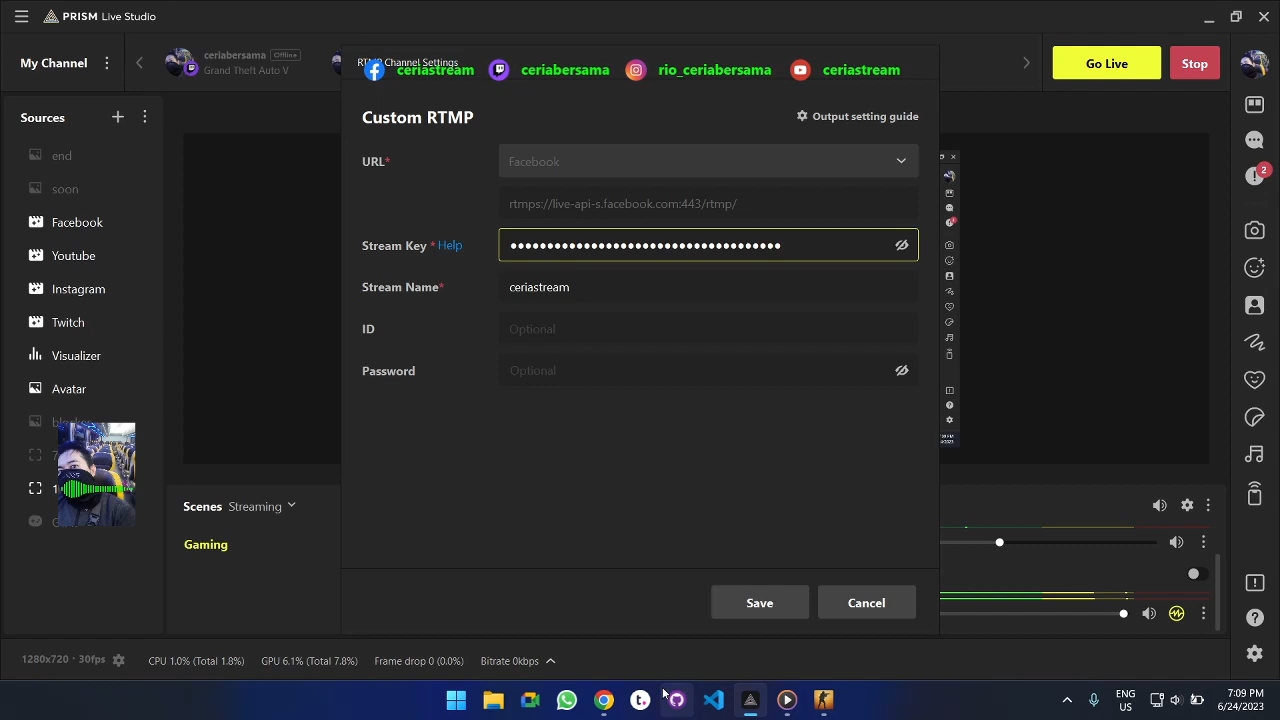 PRISM Live Studio
My Channel
ceriabersama Offline
Grand Theft Auto V
RTMP Channel Settings
ceriastream
ceriabersama
rio_ceriabersama
ceriastream
Go Live
Stop
Sources
end
soon
Facebook
Youtube
Instagram
Twitch
Visualizer
Avatar
Custom RTMP
Output setting guide
URL*
Facebook
rtmps://live-api-s.facebook.com:443/rtmp/
Stream Key * Help
Stream Name*
ceriastream
ID
Optional
Password
Optional
Save
Cancel
2
Scenes Streaming
Gaming
1280x720 • 30fps
CPU 1.0% (Total 1.8%)
GPU 6.1% (Total 7.8%)
Frame drop 0 (0.0%)
Bitrate 0kbps
t.
ENG
US
7:09 PM
6/24/2023